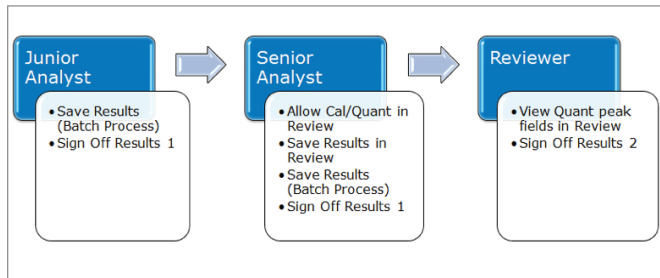 Junior
Analyst
• Save Results
(Batch Process)
• Sign Off Results 1
Senior
Analyst
• Allow Cal/Quant in
Review
• Save Results in
Review
• Save Results
(Batch Process)
• Sign Off Results 1
Reviewer
• View Quant peak
fields in Review
• Sign Off Results 2